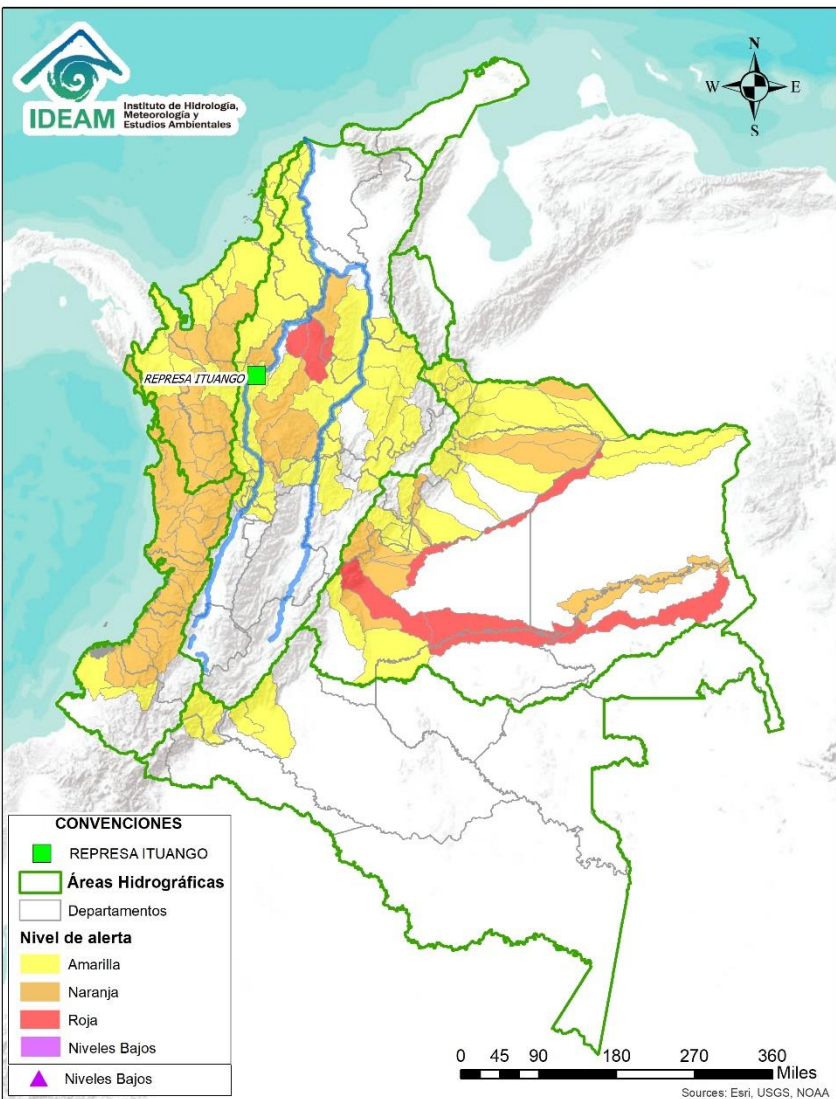 IDEAM
Instituto de Hidrología,
Meteorología y
Estudios Ambientales
N
W
E
S
REPRESA ITUANGO
CONVENCIONES
REPRESA ITUANGO
Áreas Hidrográficas
Departamentos
Nivel de alerta
Amarilla
Naranja
Roja
Niveles Bajos
Niveles Bajos
0 45 90 180 270 360
Miles
Sources: Esri, USGS, NOAA